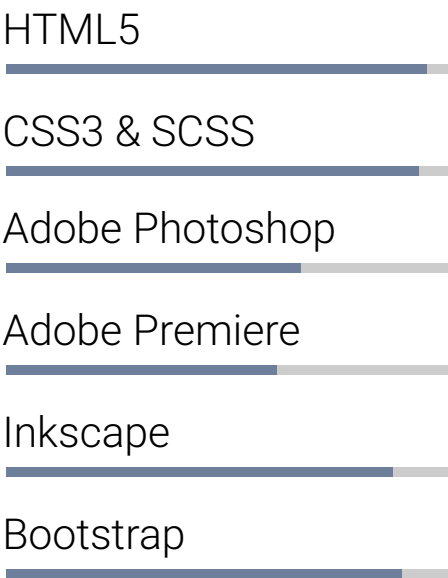 HTML5
CSS3 & SCSS
Adobe Photoshop
Adobe Premiere
Inkscape
Bootstrap